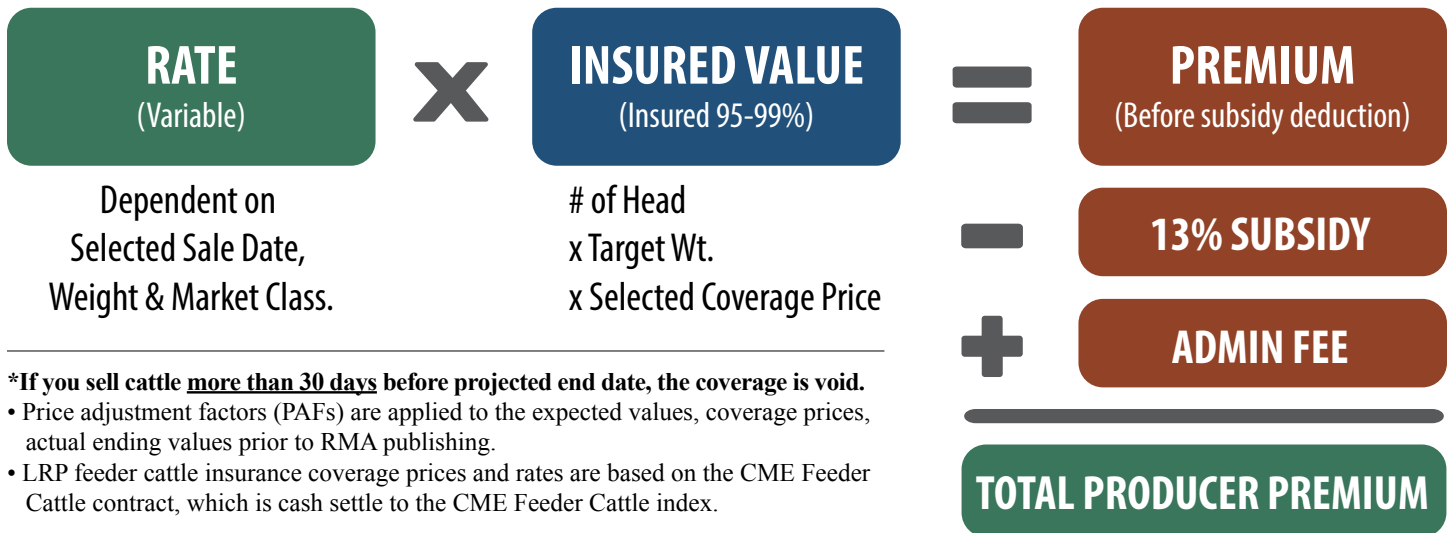 RATE
(Variable)
x
INSURED VALUE
(Insured 95-99%)
=
PREMIUM
(Before subsidy deduction)
Dependent on
Selected Sale Date,
Weight & Market Class.
# of Head
x Target Wt.
x Selected Coverage Price
-
13% SUBSIDY
+
ADMIN FEE
TOTAL PRODUCER PREMIUM
*If you sell cattle more than 30 days before projected end date, the coverage is void.
• Price adjustment factors (PAFs) are applied to the expected values, coverage prices,
actual ending values prior to RMA publishing.
• LRP feeder cattle insurance coverage prices and rates are based on the CME Feeder
Cattle contract, which is cash settle to the CME Feeder Cattle index.